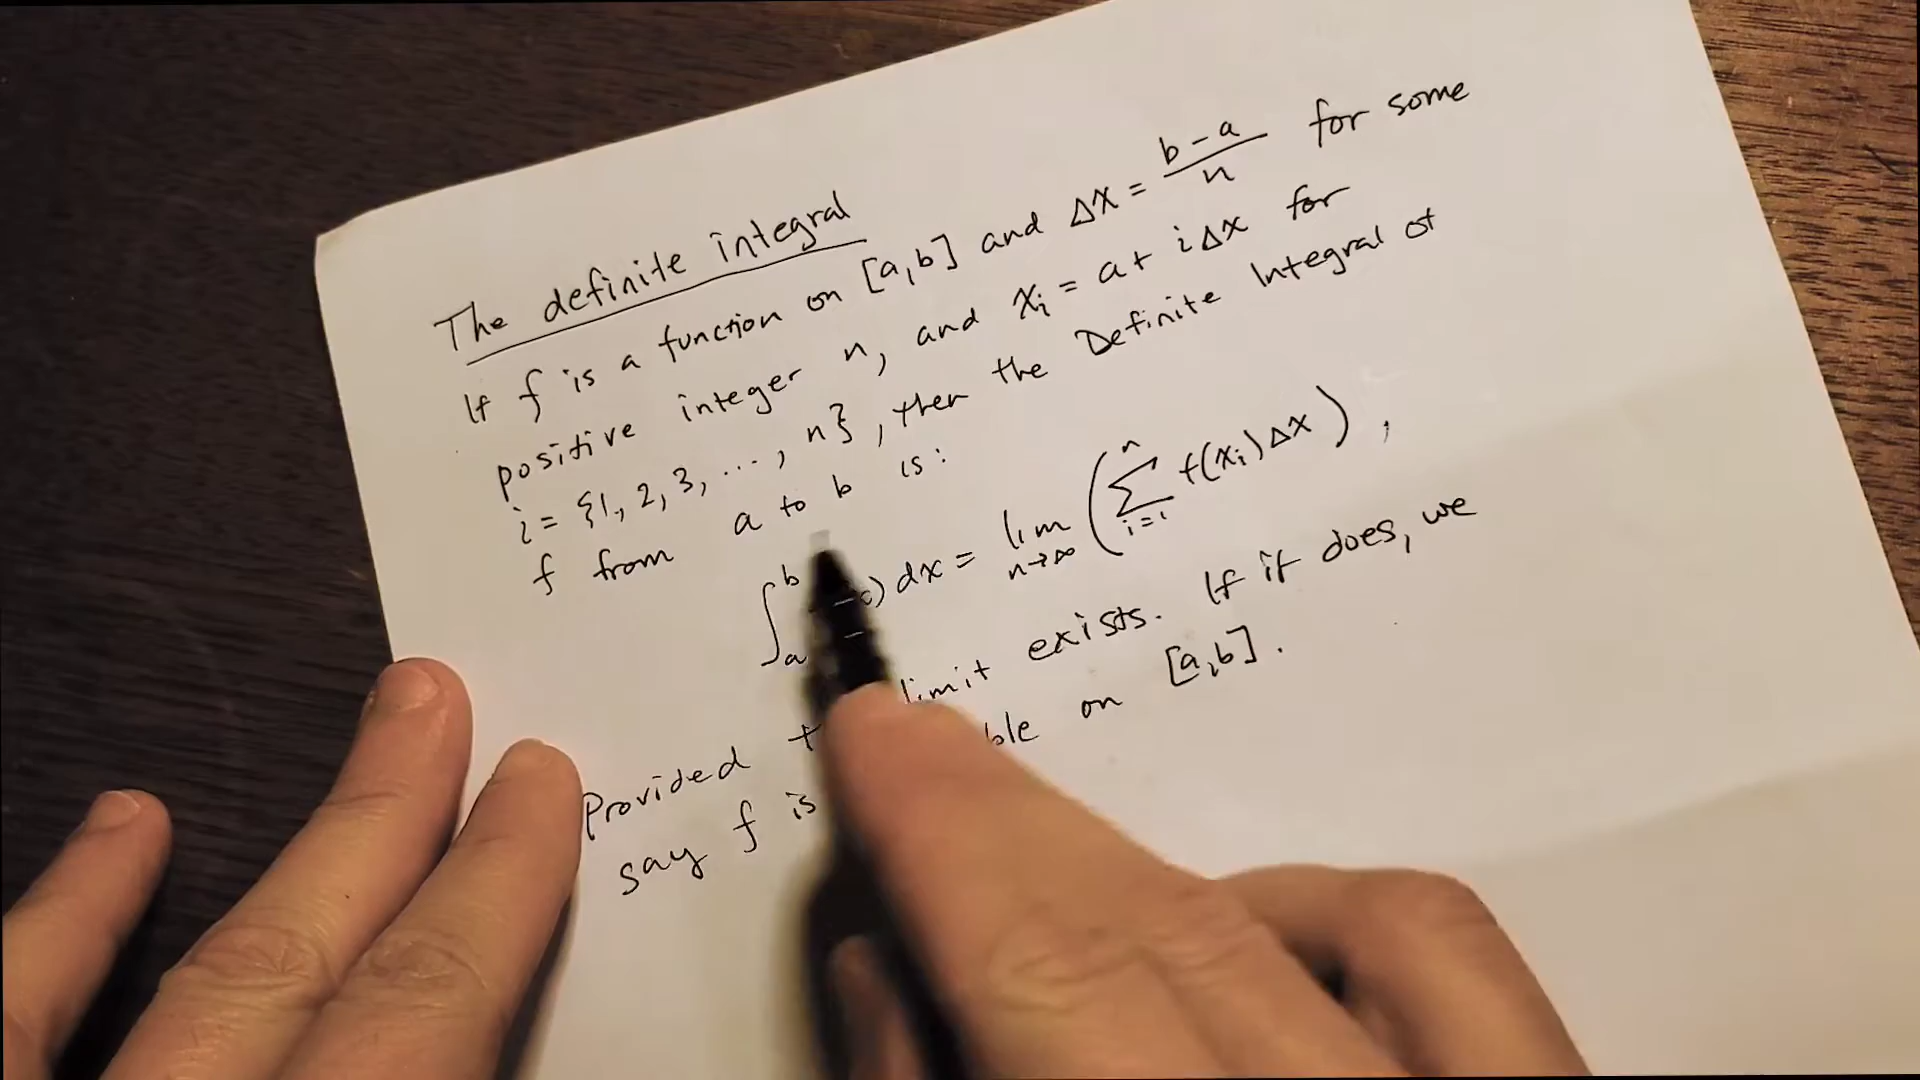 The definite integral
If f is a function on [a,b] and Δx = b-a/n for some
positive integer n, and xᵢ = a + iΔx for
i = {1, 2, 3, ..., n}, then the Definite Integral of
f from a to b is:
∫ₐᵇ ) dx = lim n→∞ (∑ⁿ i=1 f(xᵢ)Δx),
Provided limit exists. If it does, we
say f is on [a,b].